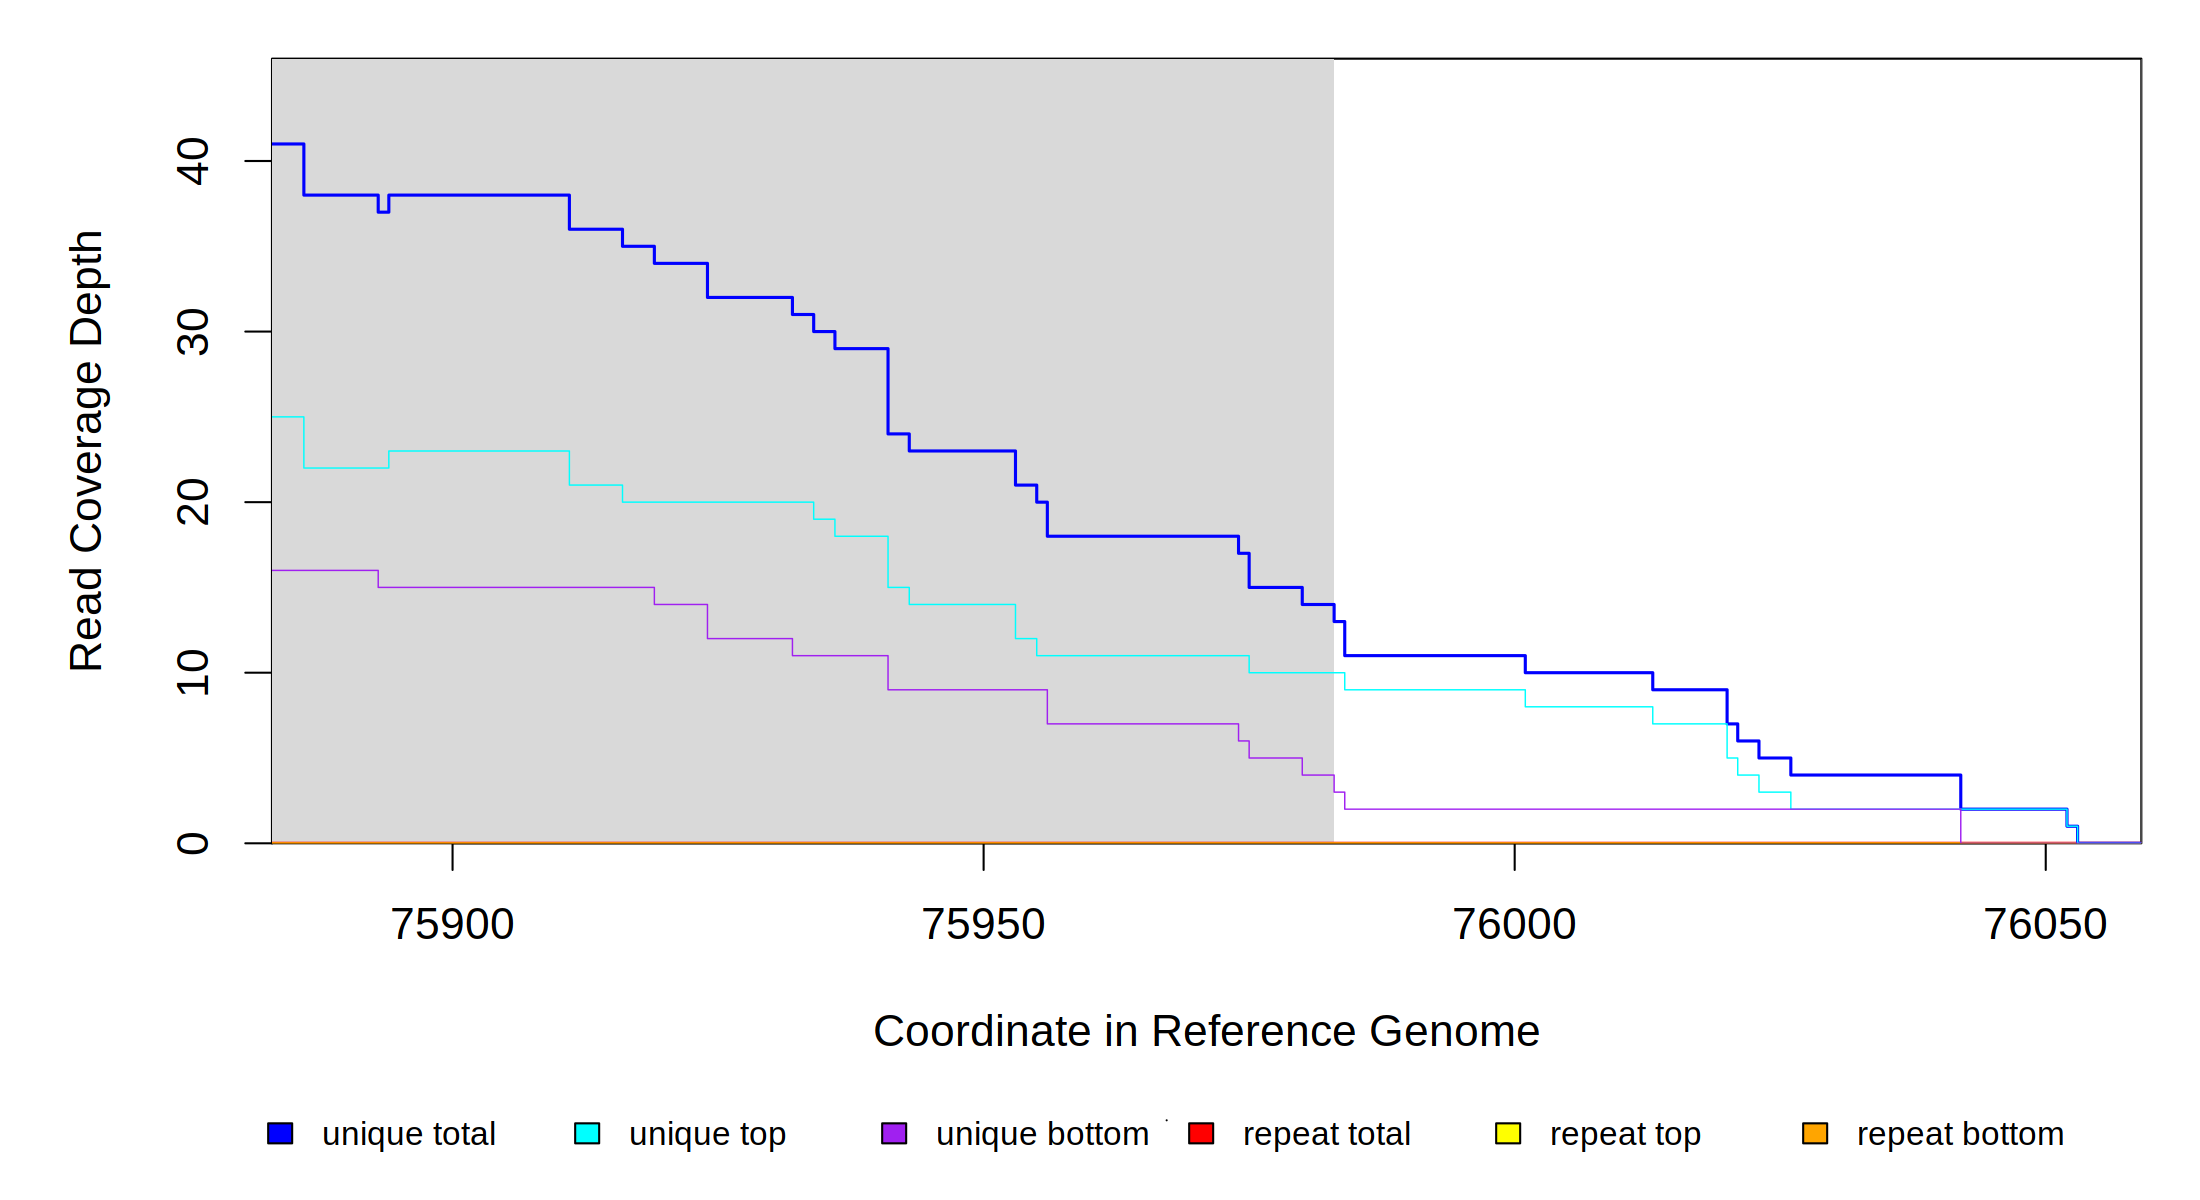 Read Coverage Depth
40
30
20
10
0
75900 75950 76000 76050
Coordinate in Reference Genome
unique total unique top unique bottom repeat total repeat top repeat bottom